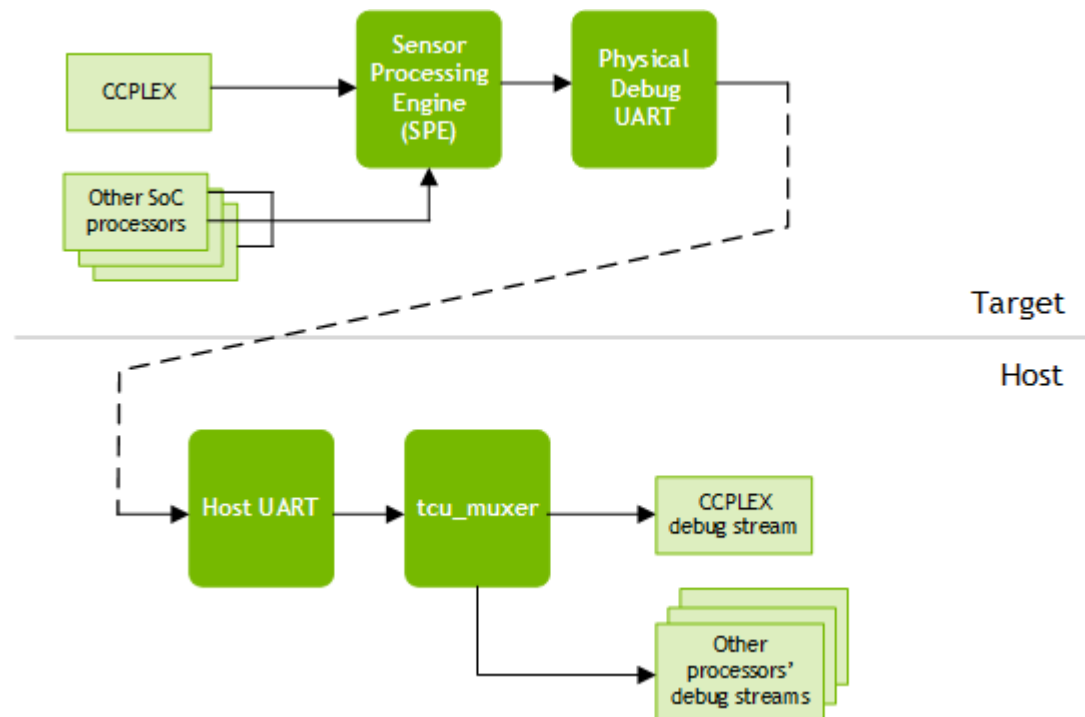 Sensor
Processing
Engine
(SPE)
Physical
Debug
UART
CCPLEX
Other SoC
processors
Target
Host
Host UART
tcu_muxer
CCPLEX
debug stream
Other
processors’
debug streams